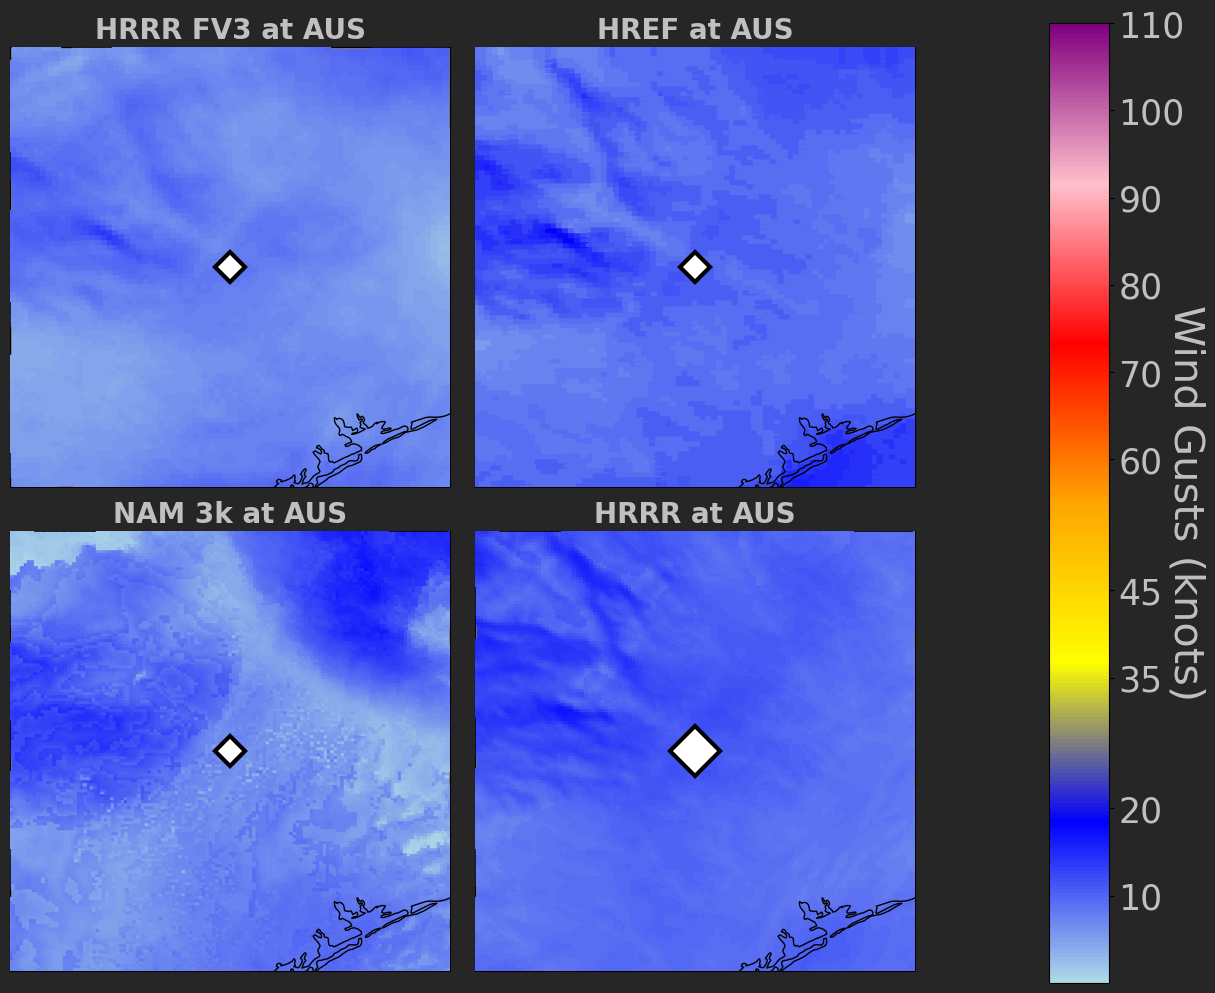 HRRR FV3 at AUS
HREF at AUS
NAM 3k at AUS
HRRR at AUS
110
100
90
80
70
60
45
35
20
10
Wind Gusts (knots)